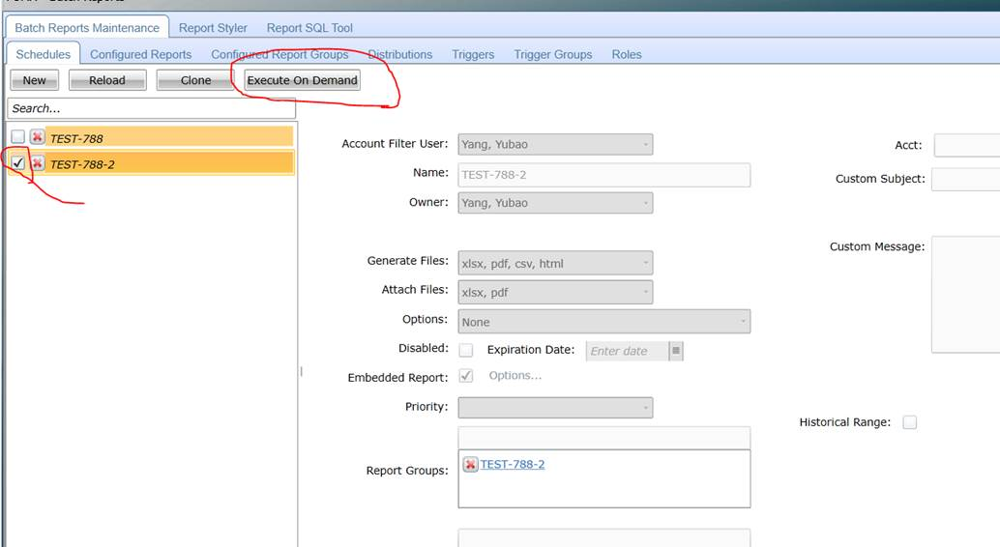 Batch Reports Maintenance Report Styler Report SQL Tool
Schedules Configured Reports Configured Report Groups Distributions Triggers Trigger Groups Roles
New Reload Clone Execute On Demand
Search...
TEST-788
TEST-788-2
Account Filter User: Yang, Yubao
Name: TEST-788-2
Owner: Yang, Yubao
Generate Files: xlsx, pdf, csv, html
Attach Files: xlsx, pdf
Options: None
Disabled: Expiration Date: Enter date
Embedded Report: Options...
Priority:
Report Groups: TEST-788-2
Acct:
Custom Subject:
Custom Message:
Historical Range: